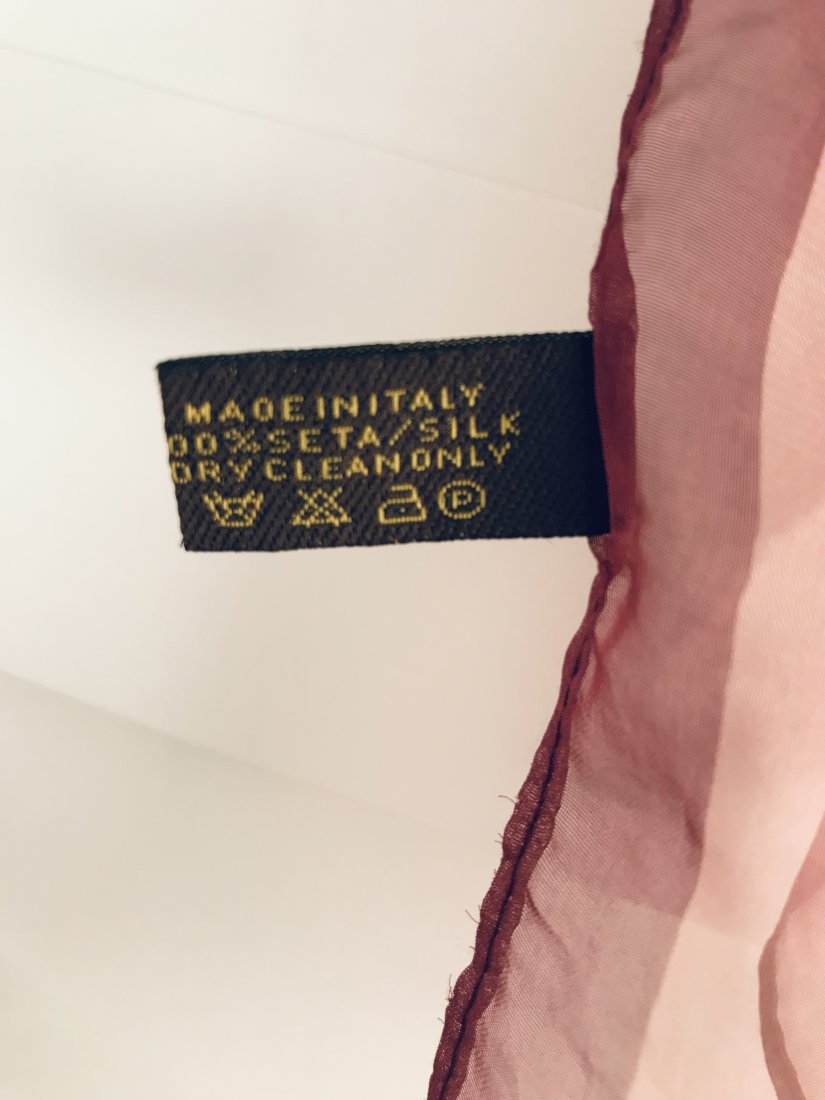 MADE IN ITALY
00% SETA/SILK
DRY CLEAN ONLY
P